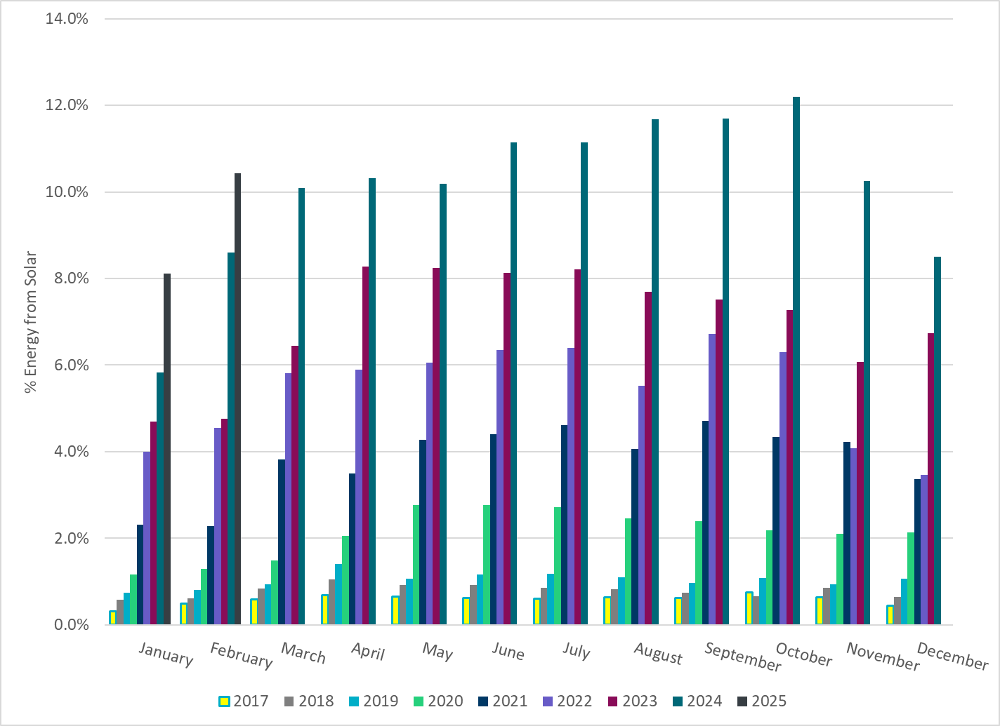 14.0%
12.0%
10.0%
8.0%
6.0%
4.0%
2.0%
0.0%
% Energy from Solar
January February March April May June July August September October November December
2017 2018 2019 2020 2021 2022 2023 2024 2025